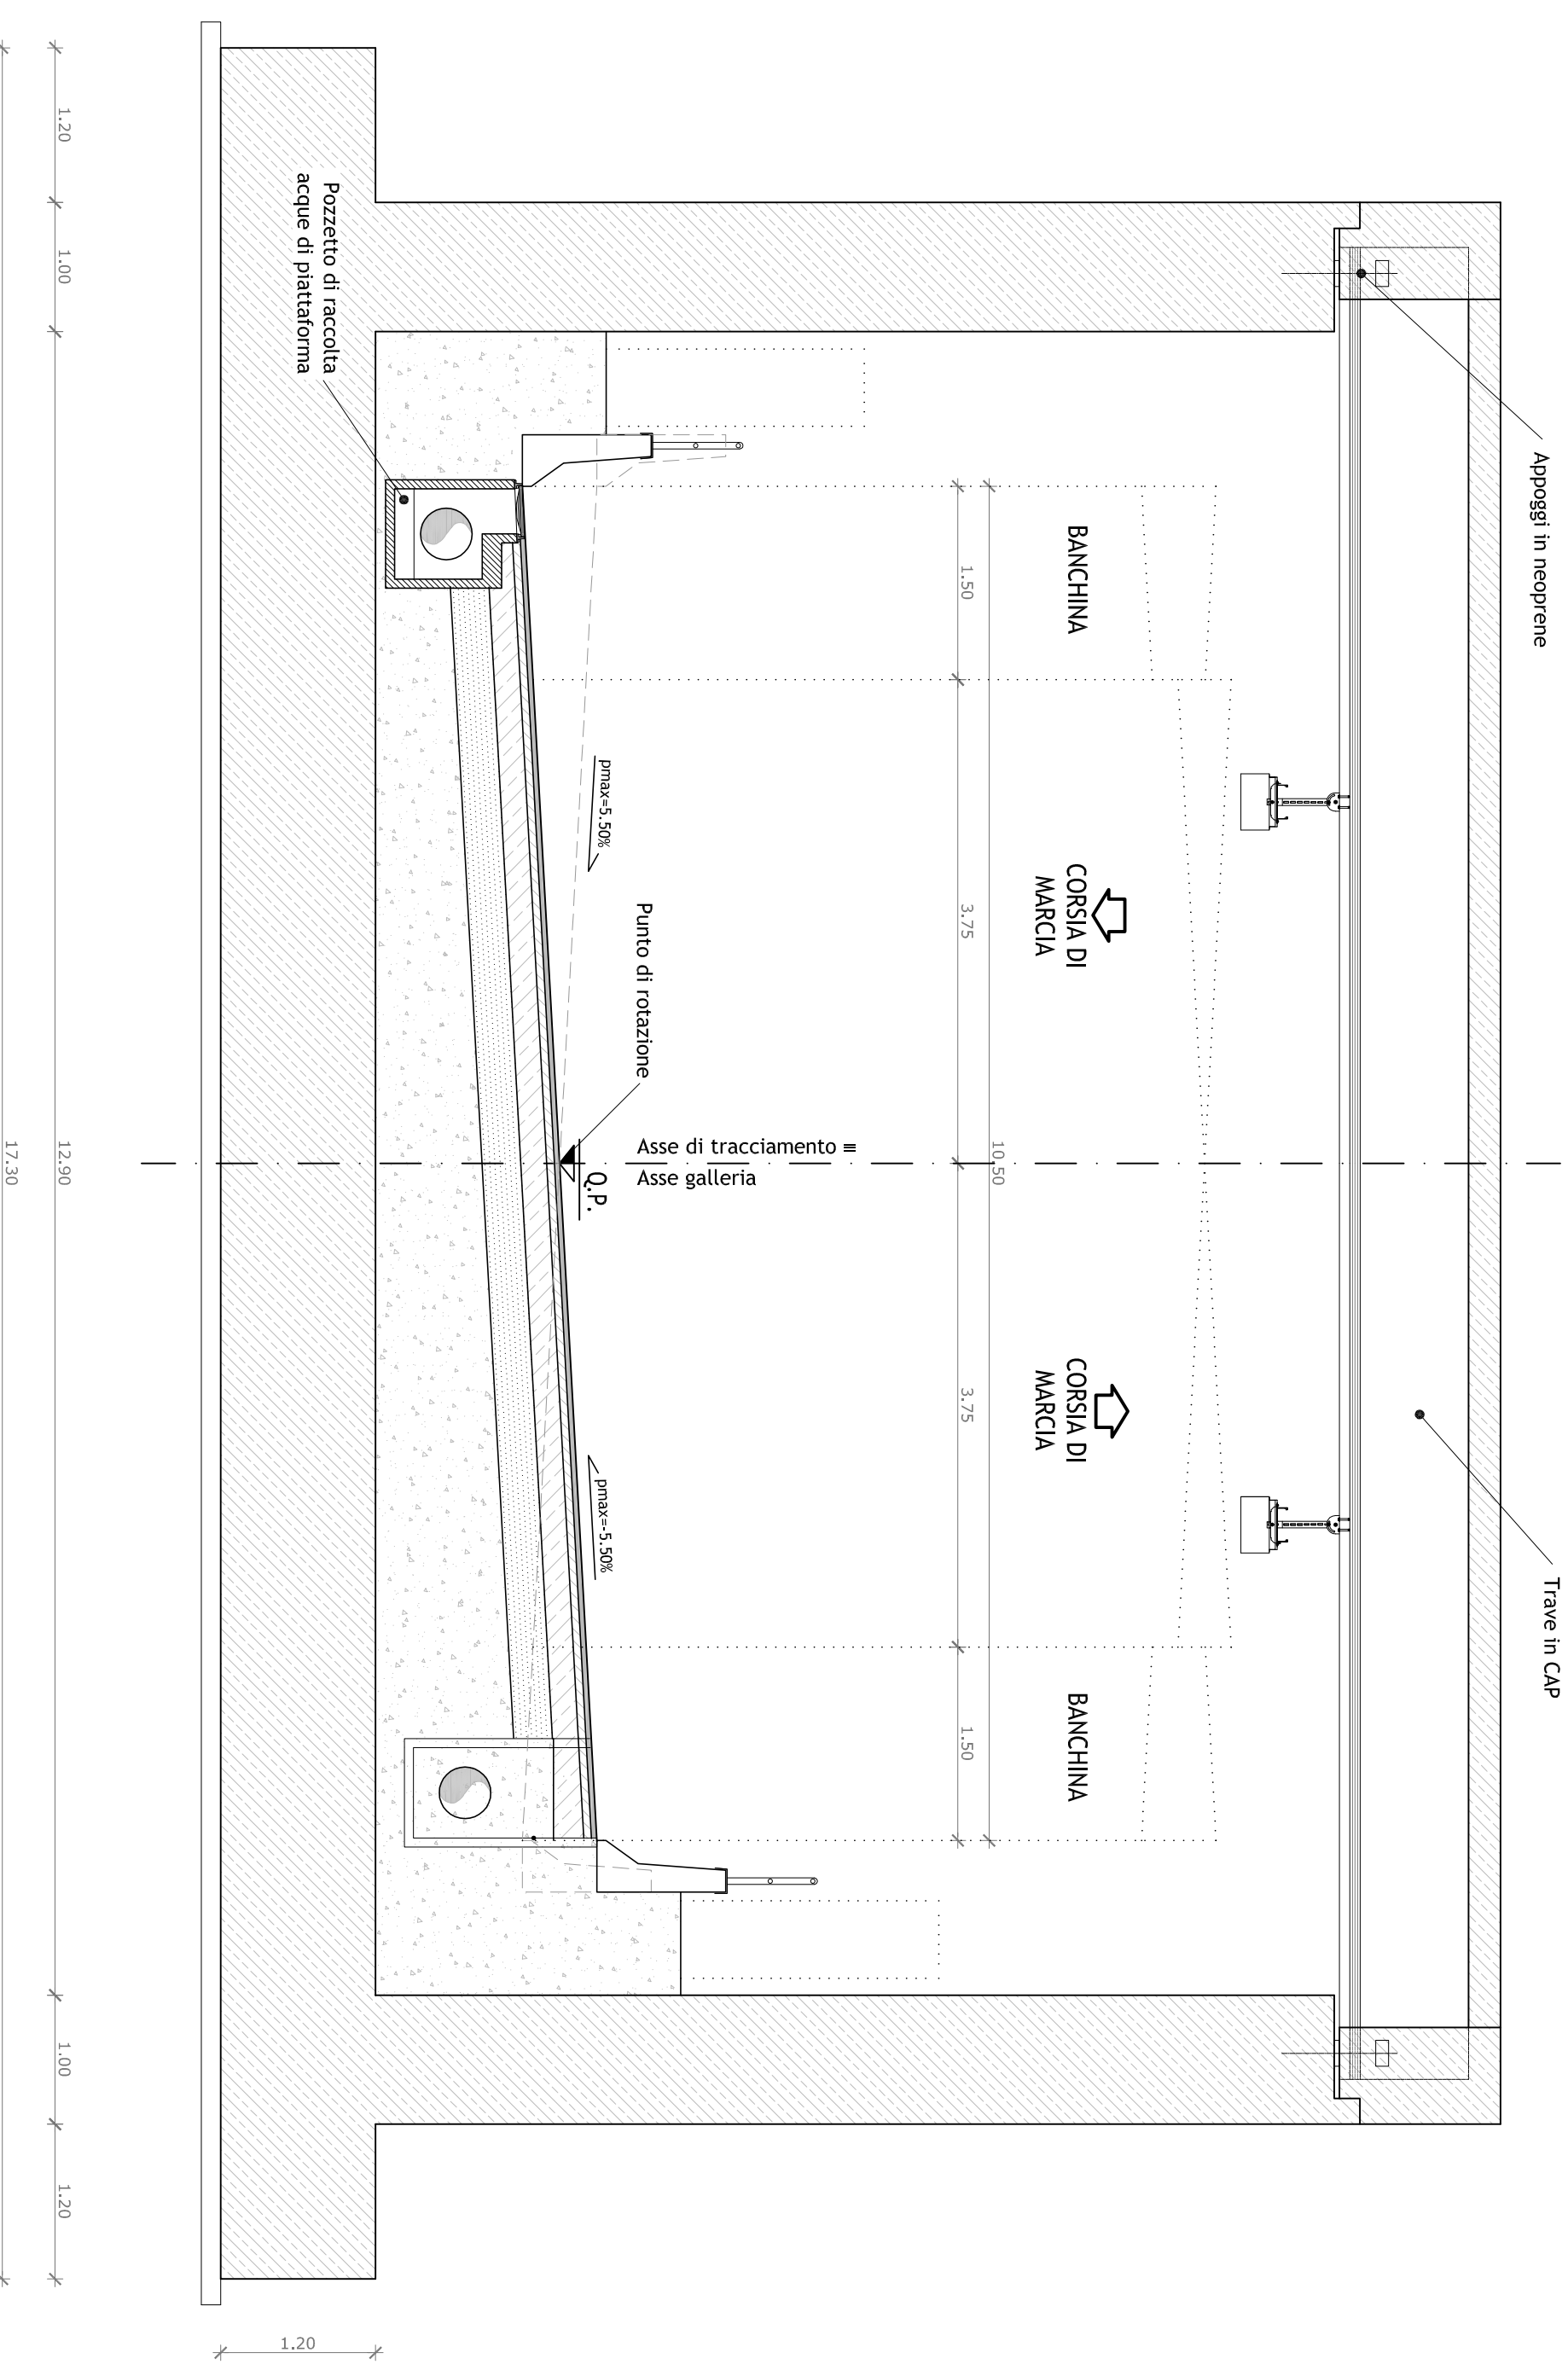 Appoggi in neoprene
Trave in CAP
BANCHINA
CORSIA DI
MARCIA
CORSIA DI
MARCIA
BANCHINA
10.50
1.50
3.75
3.75
1.50
Asse di tracciamento ≡
Asse galleria
Punto di rotazione
Q.P.
pmax=5.50%
pmax=-5.50%
Pozzetto di raccolta
acque di piattaforma
1.20
1.20
1.00
12.90
1.00
1.20
17.30